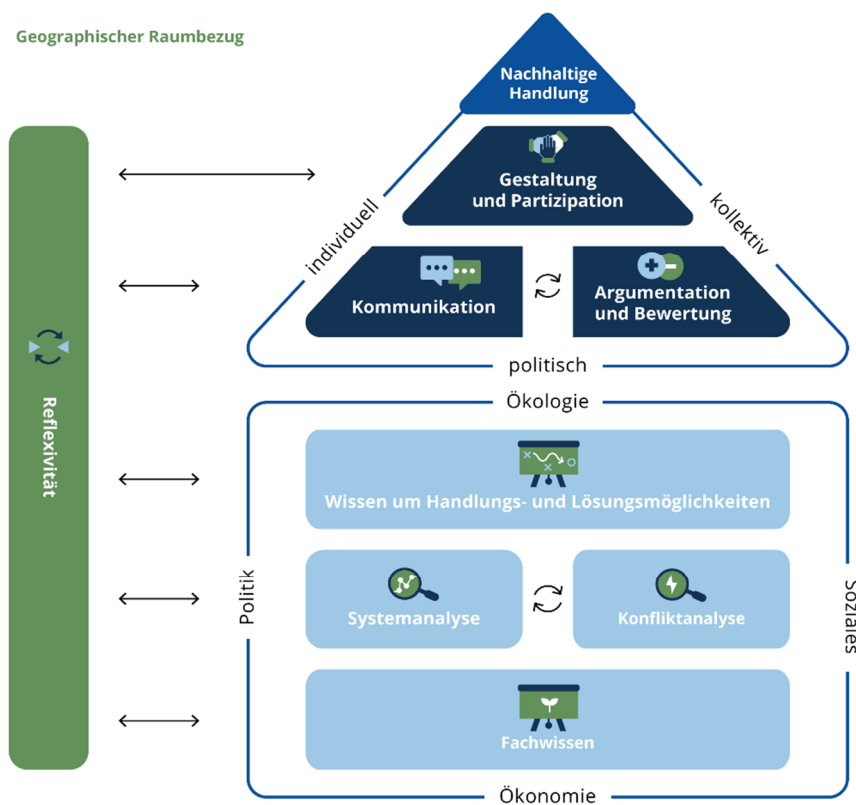 Geographischer Raumbezug
Nachhaltige
Handlung
Gestaltung
und Partizipation
individuell
kollektiv
Kommunikation
Argumentation
und Bewertung
politisch
Reflexivität
Ökologie
Wissen um Handlungs- und Lösungsmöglichkeiten
Politik
Soziales
Systemanalyse
Konfliktanalyse
Fachwissen
Ökonomie